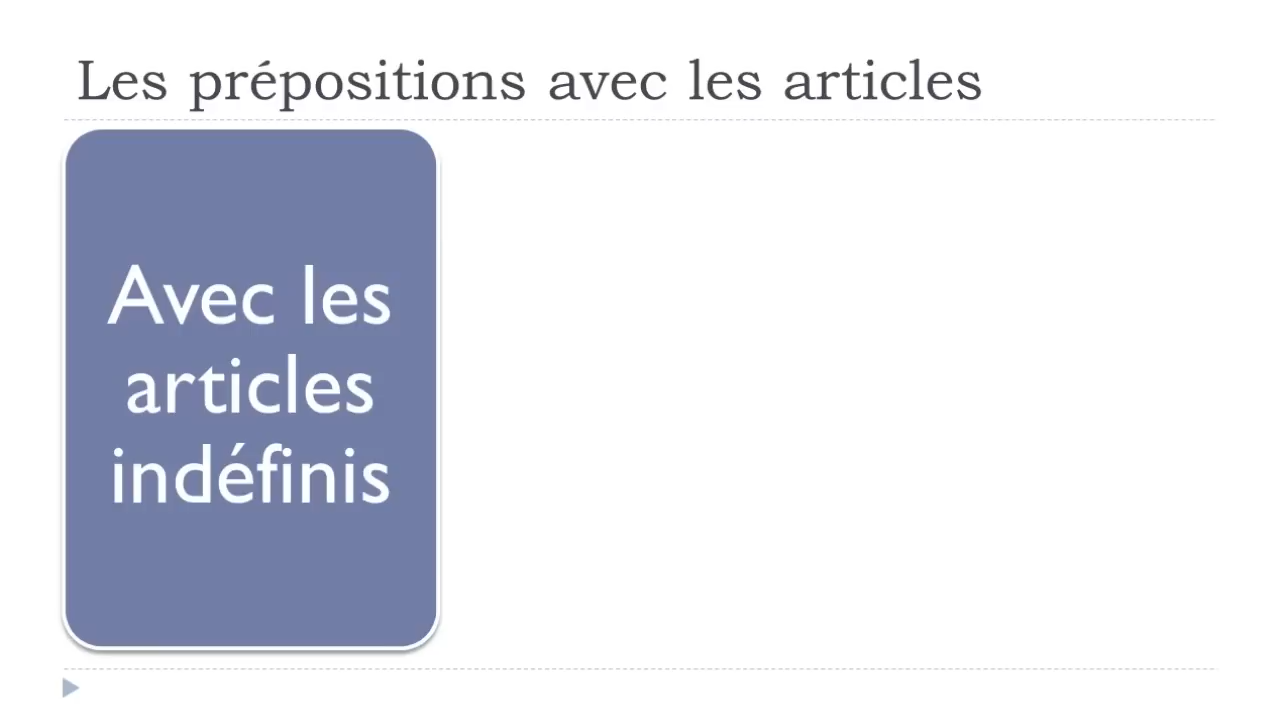 Les prépositions avec les articles
Avec les
articles
indéfinis